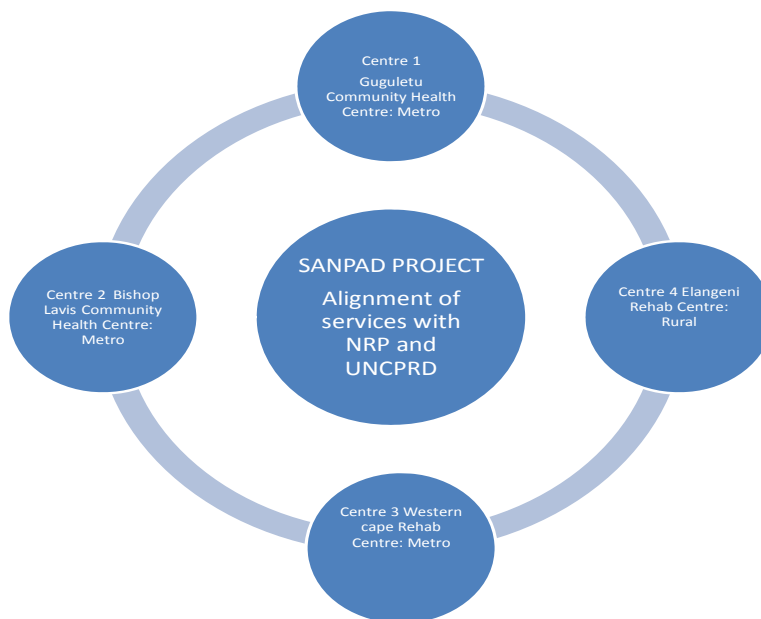 Centre 1
Guguletu
Community Health
Centre: Metro
SANPAD PROJECT
Alignment of
services with
NRP and
UNCPRD
Centre 2 Bishop
Lavis Community
Health Centre:
Metro
Centre 4 Elangeni
Rehab Centre:
Rural
Centre 3 Western
cape Rehab
Centre: Metro